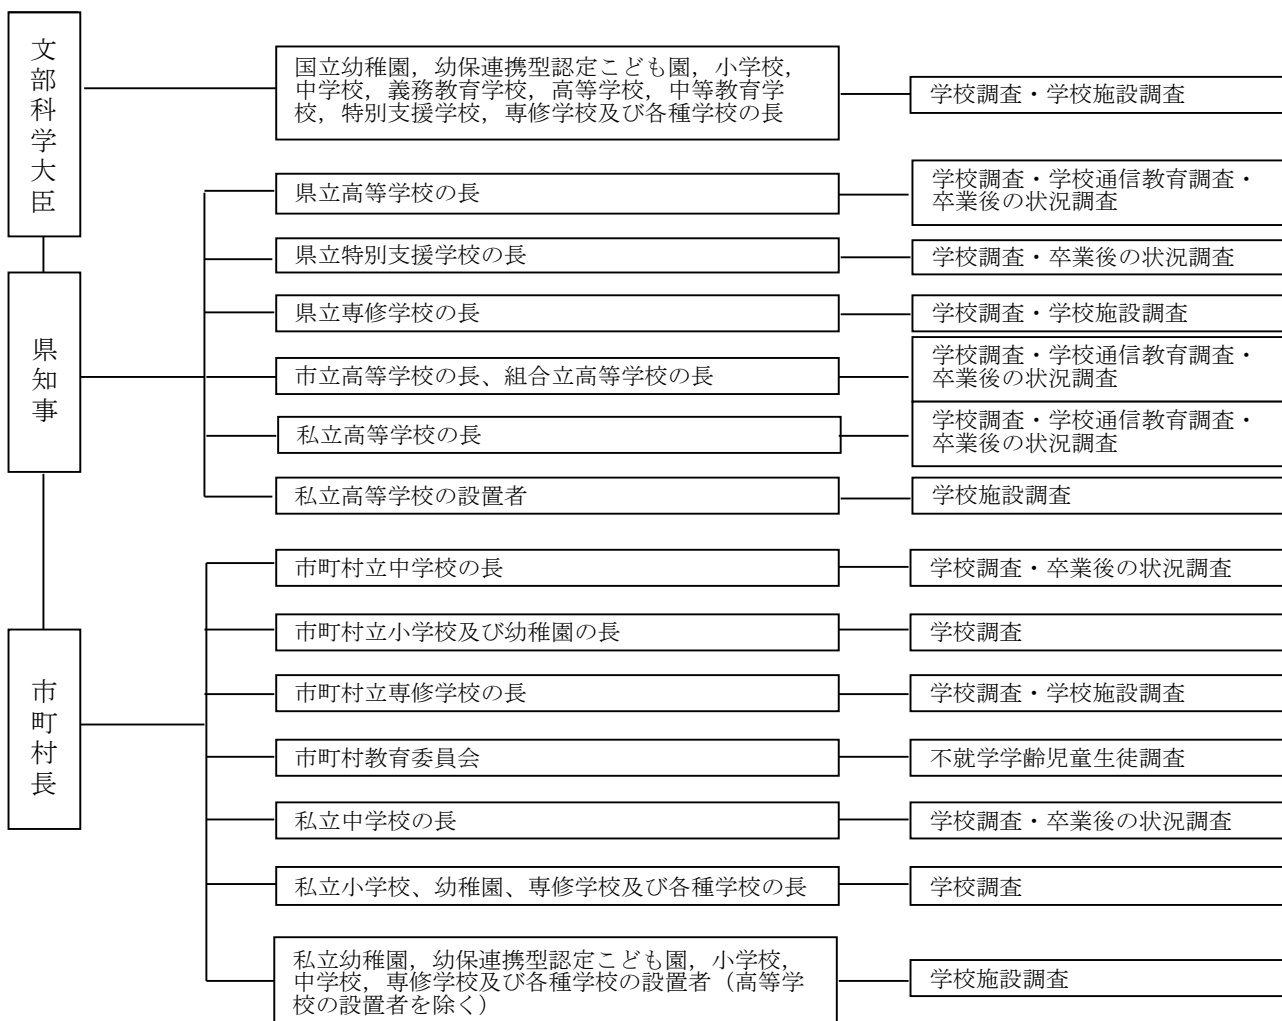 文部科学大臣
国立幼稚園，幼保連携型認定こども園，小学校，
中学校，義務教育学校，高等学校，中等教育学
校，特別支援学校，専修学校及び各種学校の長
学校調査・学校施設調査
県知事
県立高等学校の長
学校調査・学校通信教育調査・
卒業後の状況調査
県立特別支援学校の長
学校調査・卒業後の状況調査
県立専修学校の長
学校調査・学校施設調査
市立高等学校の長、組合立高等学校の長
学校調査・学校通信教育調査・
卒業後の状況調査
私立高等学校の長
学校調査・学校通信教育調査・
卒業後の状況調査
私立高等学校の設置者
学校施設調査
市町村長
市町村立中学校の長
学校調査・卒業後の状況調査
市町村立小学校及び幼稚園の長
学校調査
市町村立専修学校の長
学校調査・学校施設調査
市町村教育委員会
不就学学齢児童生徒調査
私立中学校の長
学校調査・卒業後の状況調査
私立小学校、幼稚園、専修学校及び各種学校の長
学校調査
私立幼稚園，幼保連携型認定こども園，小学校，
中学校，専修学校及び各種学校の設置者（高等学
校の設置者を除く）
学校施設調査